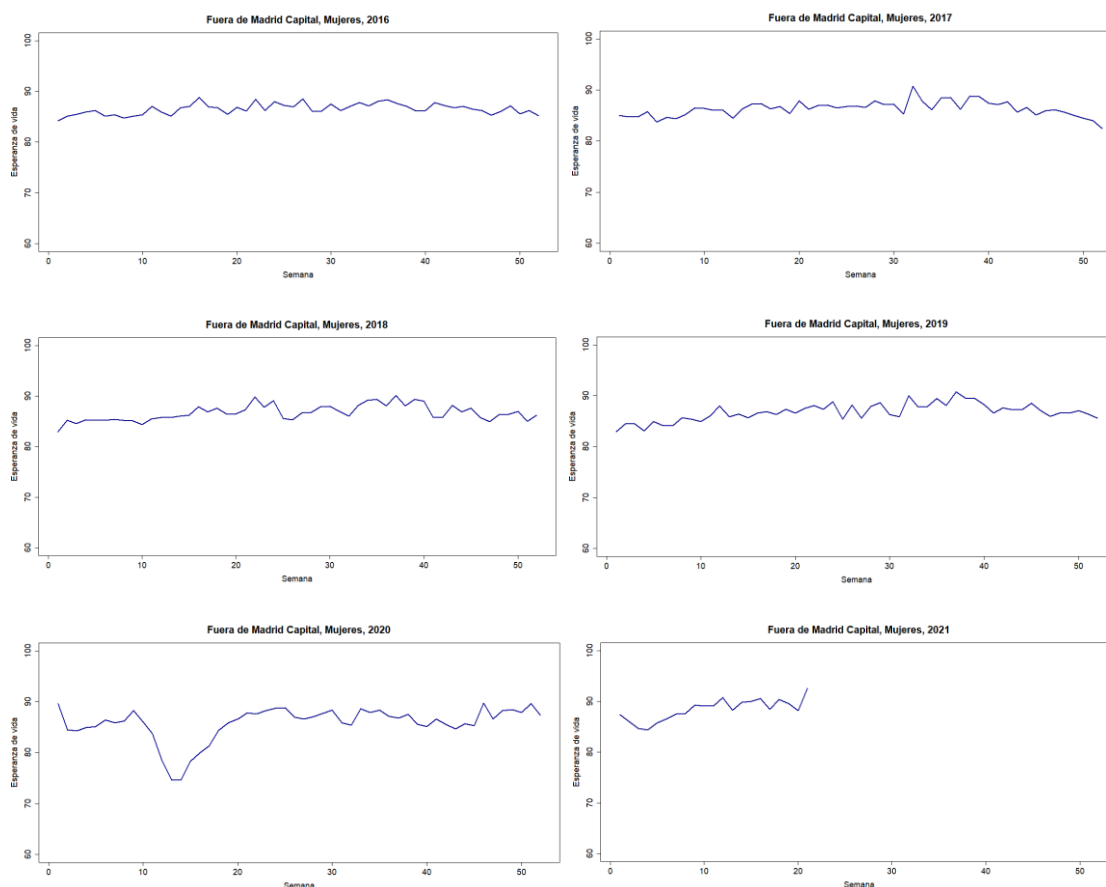 Fuera de Madrid Capital, Mujeres, 2016
Esperanza de vida
100
90
80
70
60
0 10 20 30 40 50
Semana
Fuera de Madrid Capital, Mujeres, 2017
Esperanza de vida
100
90
80
70
60
0 10 20 30 40 50
Semana
Fuera de Madrid Capital, Mujeres, 2018
Esperanza de vida
100
90
80
70
60
0 10 20 30 40 50
Semana
Fuera de Madrid Capital, Mujeres, 2019
Esperanza de vida
100
90
80
70
60
0 10 20 30 40 50
Semana
Fuera de Madrid Capital, Mujeres, 2020
Esperanza de vida
100
90
80
70
60
0 10 20 30 40 50
Semana
Fuera de Madrid Capital, Mujeres, 2021
Esperanza de vida
100
90
80
70
60
0 10 20 30 40 50
Semana